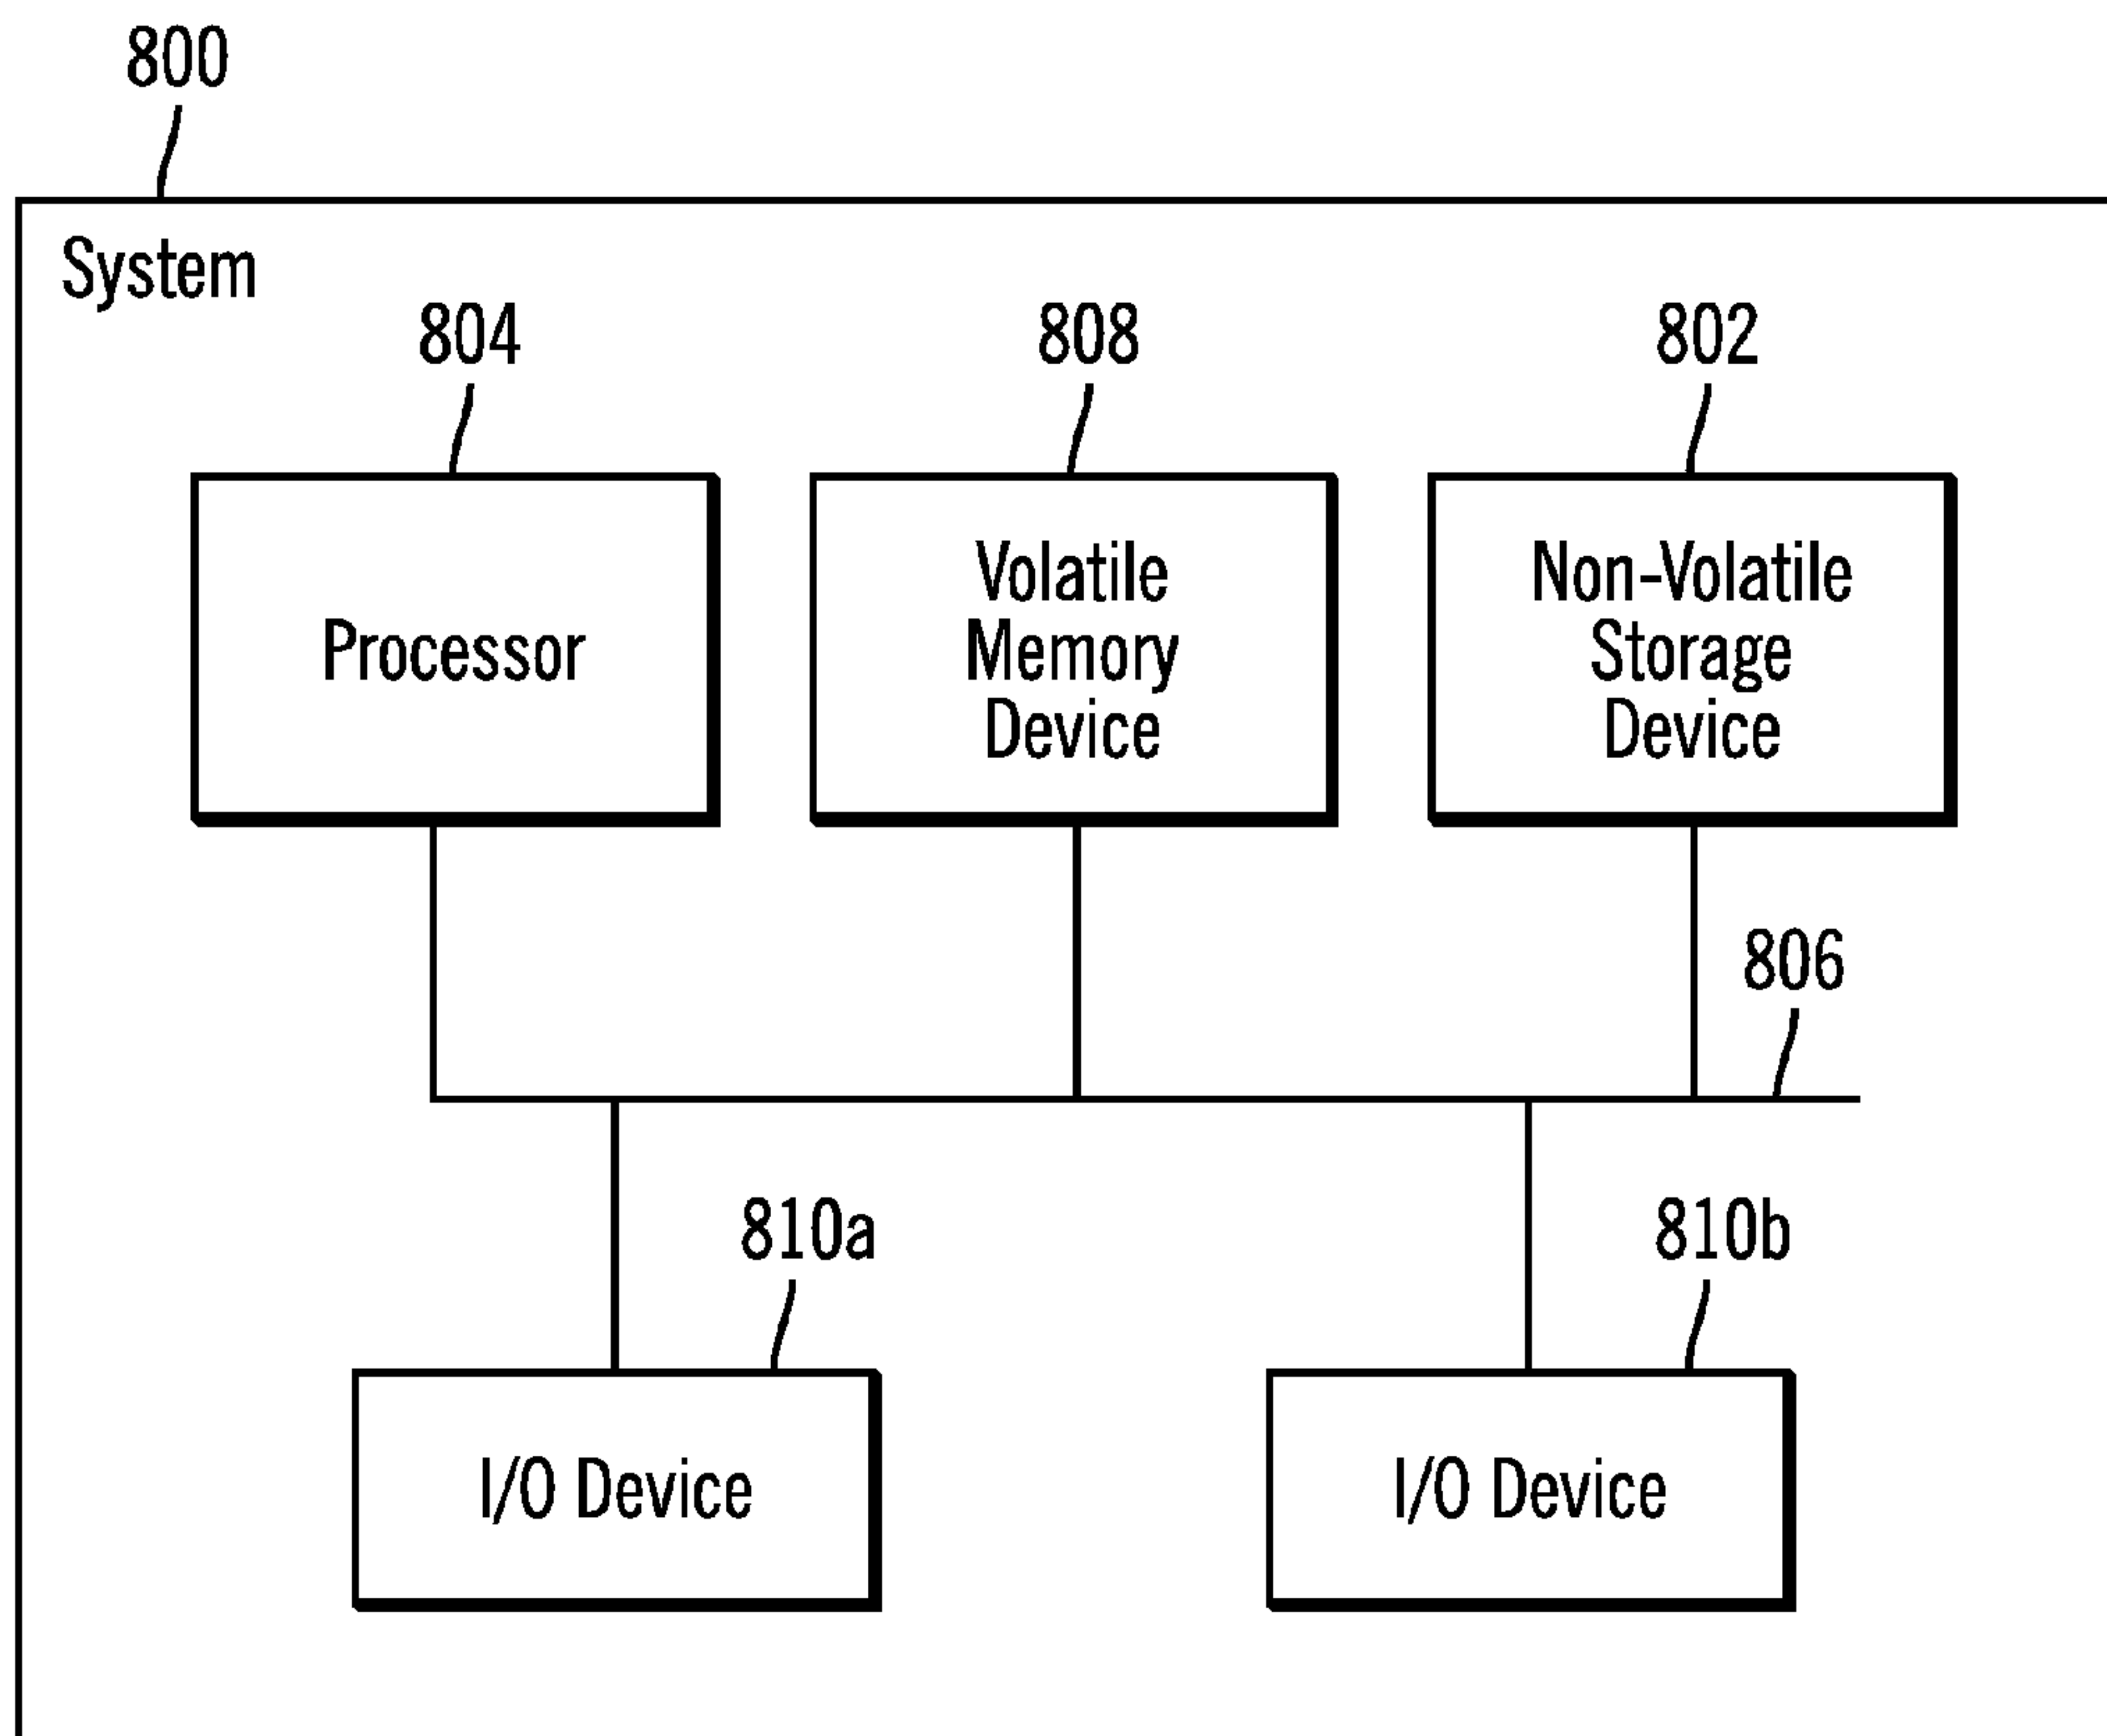 800
System
804
808
802
Processor
Volatile
Memory
Device
Non-Volatile
Storage
Device
806
810a
810b
I/O Device
I/O Device